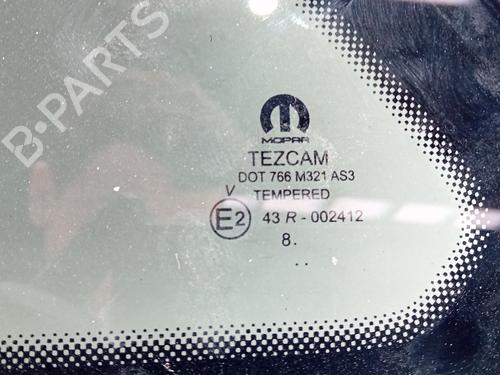 B-PARTS
MOPAR
TEZCAM
DOT 766 M321 AS3
V TEMPERED
E2 43 R - 002412
8.